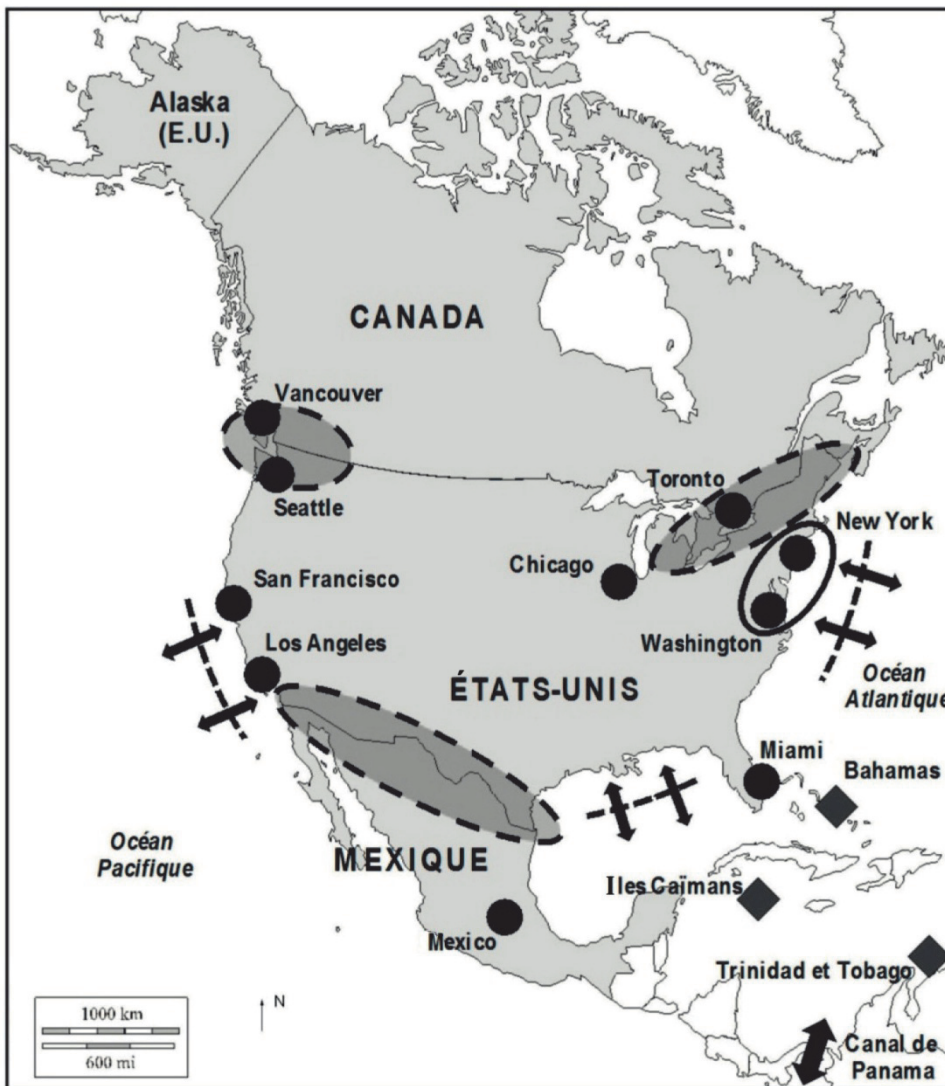 Alaska
(E.U.)
CANADA
Vancouver
Seattle
Toronto
New York
Chicago
San Francisco
Washington
Los Angeles
Océan
Atlantique
ÉTATS-UNIS
Miami
Bahamas
Océan
Pacifique
MEXIQUE
Iles Caïmans
Mexico
Trinidad et Tobago
N
1000 km
600 mi
Canal de
Panama